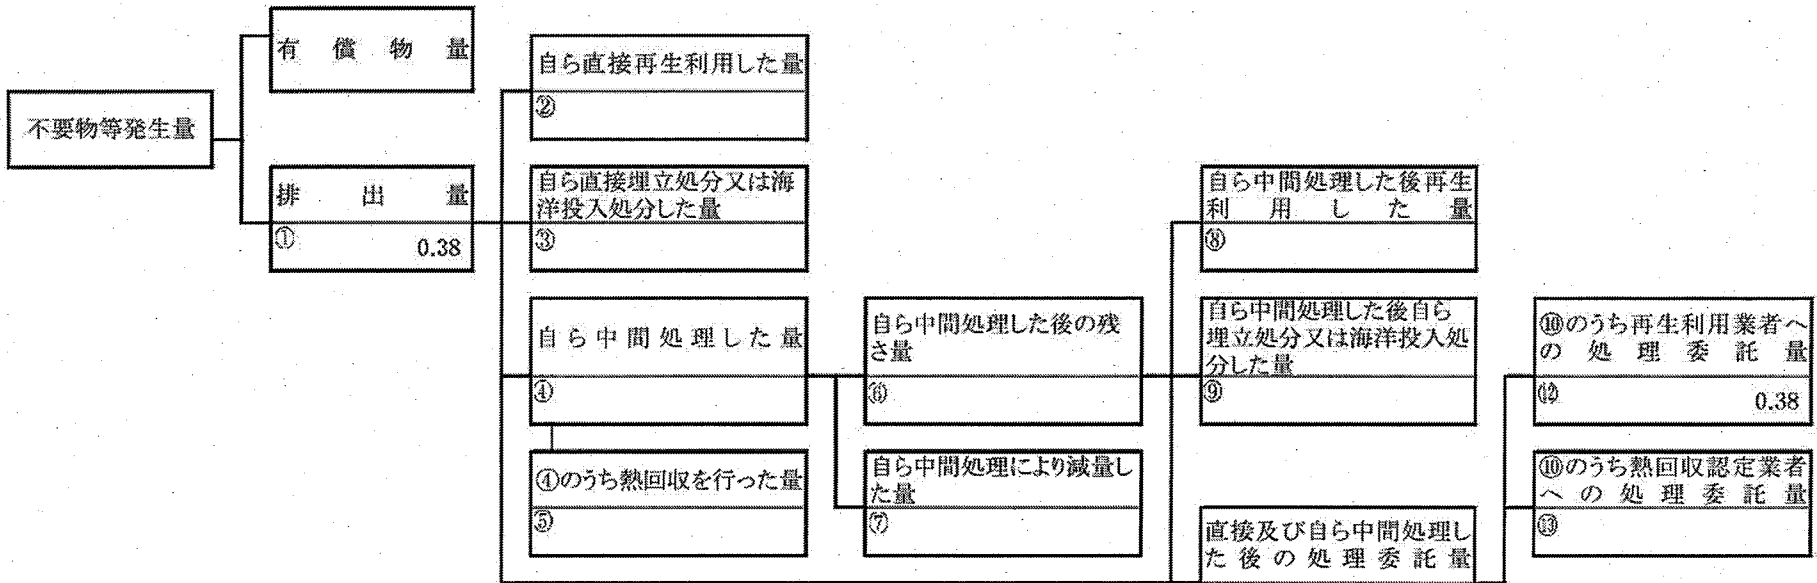 不要物等発生量
有償物量
排出量
①
0.38
自ら直接再生利用した量
②
自ら直接埋立処分又は海
洋投入処分した量
③
自ら中間処理した量
④
④のうち熱回収を行った量
⑤
自ら中間処理した後の残
さ量
⑥
自ら中間処理により減量し
た量
⑦
自ら中間処理した後再生
利用した量
⑧
自ら中間処理した後自ら
埋立処分又は海洋投入処
分した量
⑨
直接及び自ら中間処理し
た後の処理委託量
⑩のうち再生利用業者へ
の処理委託量
⑫
0.38
⑩のうち熱回収認定業者
への処理委託量
⑬